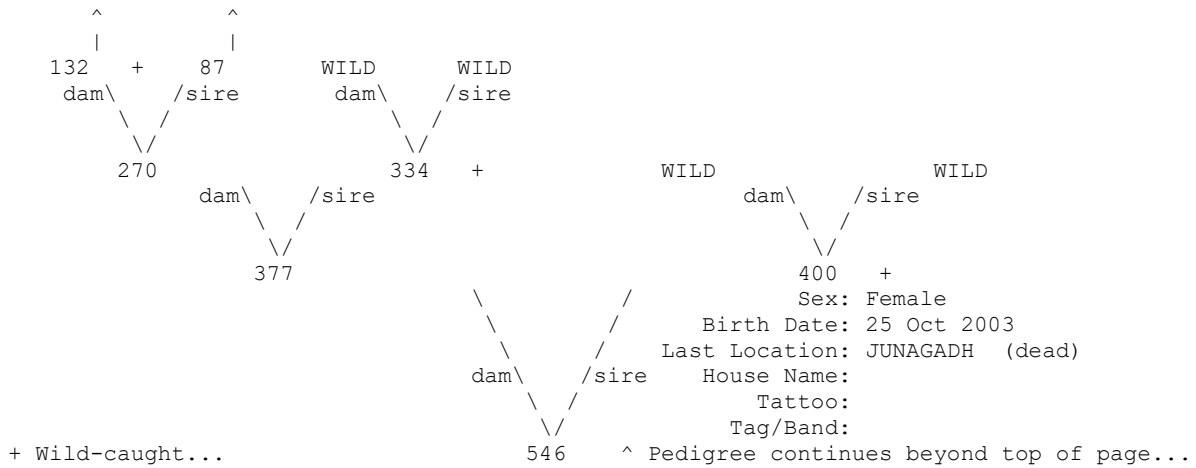 ^         ^
      |         |
   132   +    87       WILD      WILD
    dam\    /sire       dam\    /sire
        \  /                \  /
         \/                  \/
        270                 334   +             WILD                WILD
              dam\    /sire                           dam\    /sire
                  \  /                                    \  /
                   \/                                      \/
                  377                                     400   +
                                  \          /            Sex: Female
                                   \        /      Birth Date: 25 Oct 2003
                                    \      /    Last Location: JUNAGADH  (dead)
                                  dam\    /sire    House Name:
                                      \  /             Tattoo:
                                       \/            Tag/Band:
+ Wild-caught...                      546    ^ Pedigree continues beyond top of page...